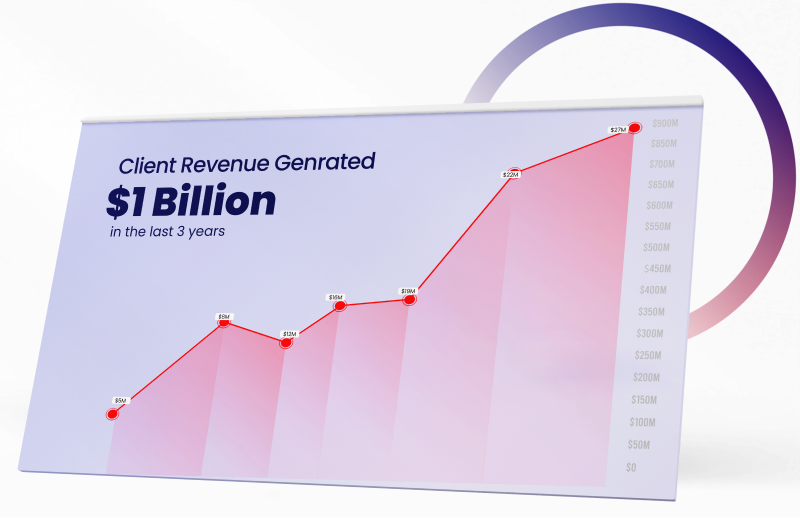 Client Revenue Genrated
$1 Billion
in the last 3 years
$5M
$8M
$12M
$16M
$19M
$22M
$27M
$800M
$850M
$700M
$650M
$600M
$550M
$500M
$450M
$400M
$350M
$300M
$250M
$200M
$150M
$100M
$50M
$0